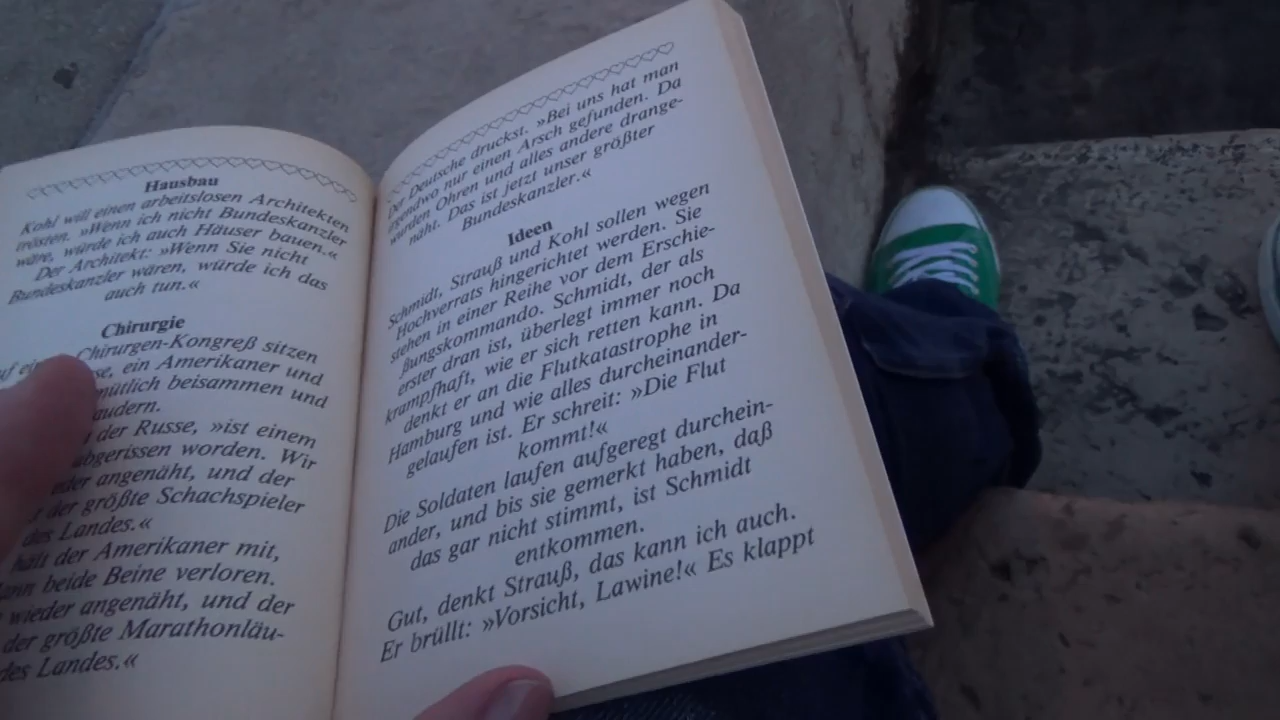 Hausbau
Kohl will einen arbeitslosen Architekten
trösten. »Wenn ich nicht Bundeskanzler
wäre, würde ich auch Häuser bauen.«
Der Architekt: »Wenn Sie nicht
Bundeskanzler wären, würde ich das
auch tun.«
Chirurgie
Chirurgen-Kongreß sitzen
ein Amerikaner und
beisammen und
der Russe, »ist einem
abgerissen worden. Wir
angenäht, und der
der größte Schachspieler
des Landes.«
hält der Amerikaner mit,
beide Beine verloren.
wieder angenäht, und der
der größte Marathonläu-
des Landes.«
Der Deutsche druckst. »Bei uns hat man
irgendwo nur einen Arsch gefunden. Da
wurden Ohren und alles andere drange-
näht. Das ist jetzt unser größter
Bundeskanzler.«
Ideen
Schmidt, Strauß und Kohl sollen wegen
Hochverrats hingerichtet werden. Sie
stehen in einer Reihe vor dem Erschie-
ßungskommando. Schmidt, der als
erster dran ist, überlegt immer noch
krampfhaft, wie er sich retten kann. Da
denkt er an die Flutkatastrophe in
Hamburg und wie alles durcheinander-
gelaufen ist. Er schreit: »Die Flut
kommt!«
Die Soldaten laufen aufgeregt durchein-
ander, und bis sie gemerkt haben, daß
das gar nicht stimmt, ist Schmidt
entkommen.
Gut, denkt Strauß, das kann ich auch.
Er brüllt: »Vorsicht, Lawine!« Es klappt